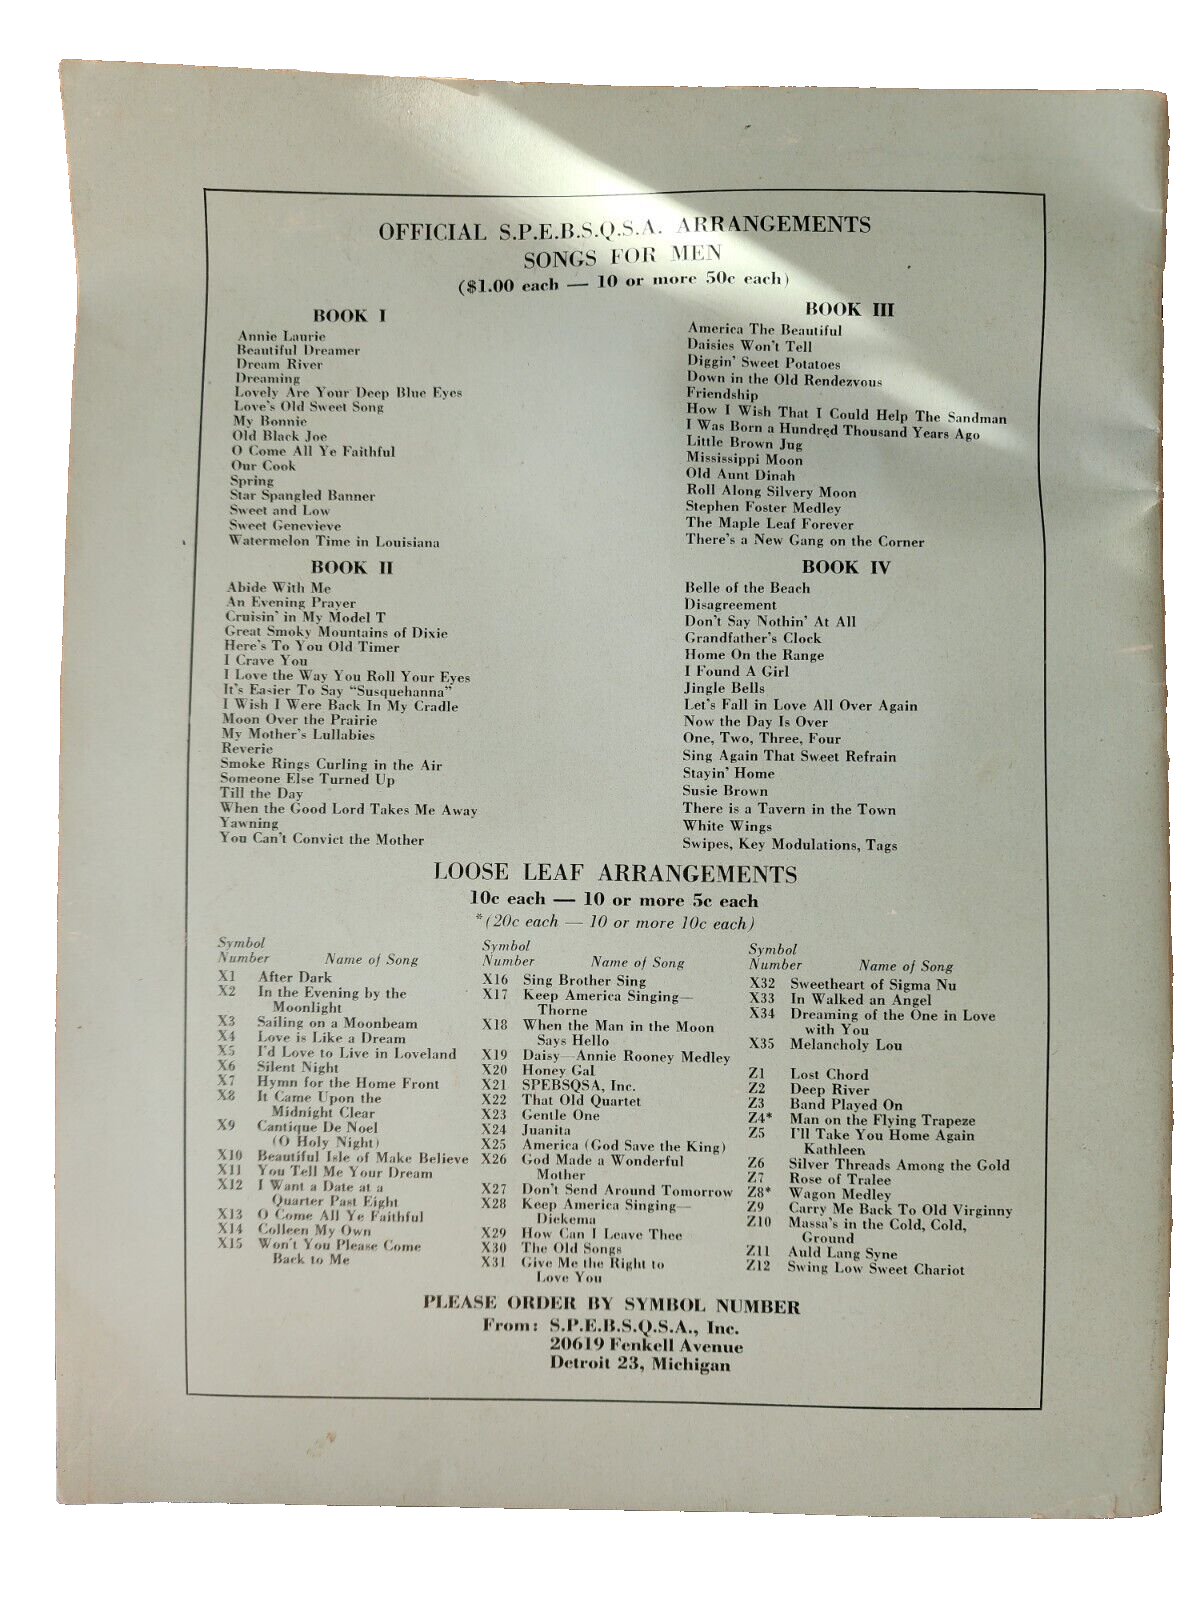 OFFICIAL S.P.E.B.S.Q.S.A. ARRANGEMENTS
SONGS FOR MEN
($1.00 each — 10 or more 50c each)
BOOK I
Annie Laurie
Beautiful Dreamer
Dream River
Dreaming
Lovely Are Your Deep Blue Eyes
Love's Old Sweet Song
My Bonnie
Old Black Joe
O Come All Ye Faithful
Our Cook
Spring
Star Spangled Banner
Sweet and Low
Sweet Genevieve
Watermelon Time in Louisiana
BOOK II
Abide With Me
An Evening Prayer
Cruisin' in My Model T
Great Smoky Mountains of Dixie
Here's To You Old Timer
I Crave You
I Love the Way You Roll Your Eyes
It's Easier To Say "Susquehanna"
I Wish I Were Back In My Cradle
Moon Over the Prairie
My Mother's Lullabies
Reverie
Smoke Rings Curling in the Air
Someone Else Turned Up
Till the Day
When the Good Lord Takes Me Away
Yawning
You Can't Convict the Mother
BOOK III
America The Beautiful
Daisies Won't Tell
Diggin' Sweet Potatoes
Down in the Old Rendezvous
Friendship
How I Wish That I Could Help The Sandman
I Was Born a Hundred Thousand Years Ago
Little Brown Jug
Mississippi Moon
Old Aunt Dinah
Roll Along Silvery Moon
Stephen Foster Medley
The Maple Leaf Forever
There's a New Gang on the Corner
BOOK IV
Belle of the Beach
Disagreement
Don't Say Nothin' At All
Grandfather's Clock
Home On the Range
I Found A Girl
Jingle Bells
Let's Fall in Love All Over Again
Now the Day Is Over
One, Two, Three, Four
Sing Again That Sweet Refrain
Stayin' Home
Susie Brown
There is a Tavern in the Town
White Wings
Swipes, Key Modulations, Tags
LOOSE LEAF ARRANGEMENTS
10c each — 10 or more 5c each
*(20c each — 10 or more 10c each)
Symbol
Number Name of Song
X1 After Dark
X2 In the Evening by the
Moonlight
X3 Sailing on a Moonbeam
X4 Love is Like a Dream
X5 I'd Love to Live in Loveland
X6 Silent Night
X7 Hymn for the Home Front
X8 It Came Upon the
Midnight Clear
X9 Cantique De Noel
(O Holy Night)
X10 Beautiful Isle of Make Believe
X11 You Tell Me Your Dream
X12 I Want a Date at a
Quarter Past Eight
X13 O Come All Ye Faithful
X14 Colleen My Own
X15 Won't You Please Come
Back to Me
Symbol
Number Name of Song
X16 Sing Brother Sing
X17 Keep America Singing—
Thorne
X18 When the Man in the Moon
Says Hello
X19 Daisy—Annie Rooney Medley
X20 Honey Gal
X21 SPEBSQSA, Inc.
X22 That Old Quartet
X23 Gentle One
X24 Juanita
X25 America (God Save the King)
X26 God Made a Wonderful
Mother
X27 Don't Send Around Tomorrow
X28 Keep America Singing—
Diekema
X29 How Can I Leave Thee
X30 The Old Songs
X31 Give Me the Right to
Love You
Symbol
Number Name of Song
X32 Sweetheart of Sigma Nu
X33 In Walked an Angel
X34 Dreaming of the One in Love
with You
X35 Melancholy Lou
Z1 Lost Chord
Z2 Deep River
Z3 Band Played On
Z4* Man on the Flying Trapeze
Z5 I'll Take You Home Again
Kathleen
Z6 Silver Threads Among the Gold
Z7 Rose of Tralee
Z8* Wagon Medley
Z9 Carry Me Back To Old Virginny
Z10 Massa's in the Cold, Cold,
Ground
Z11 Auld Lang Syne
Z12 Swing Low Sweet Chariot
PLEASE ORDER BY SYMBOL NUMBER
From: S.P.E.B.S.Q.S.A., Inc.
20619 Fenkell Avenue
Detroit 23, Michigan